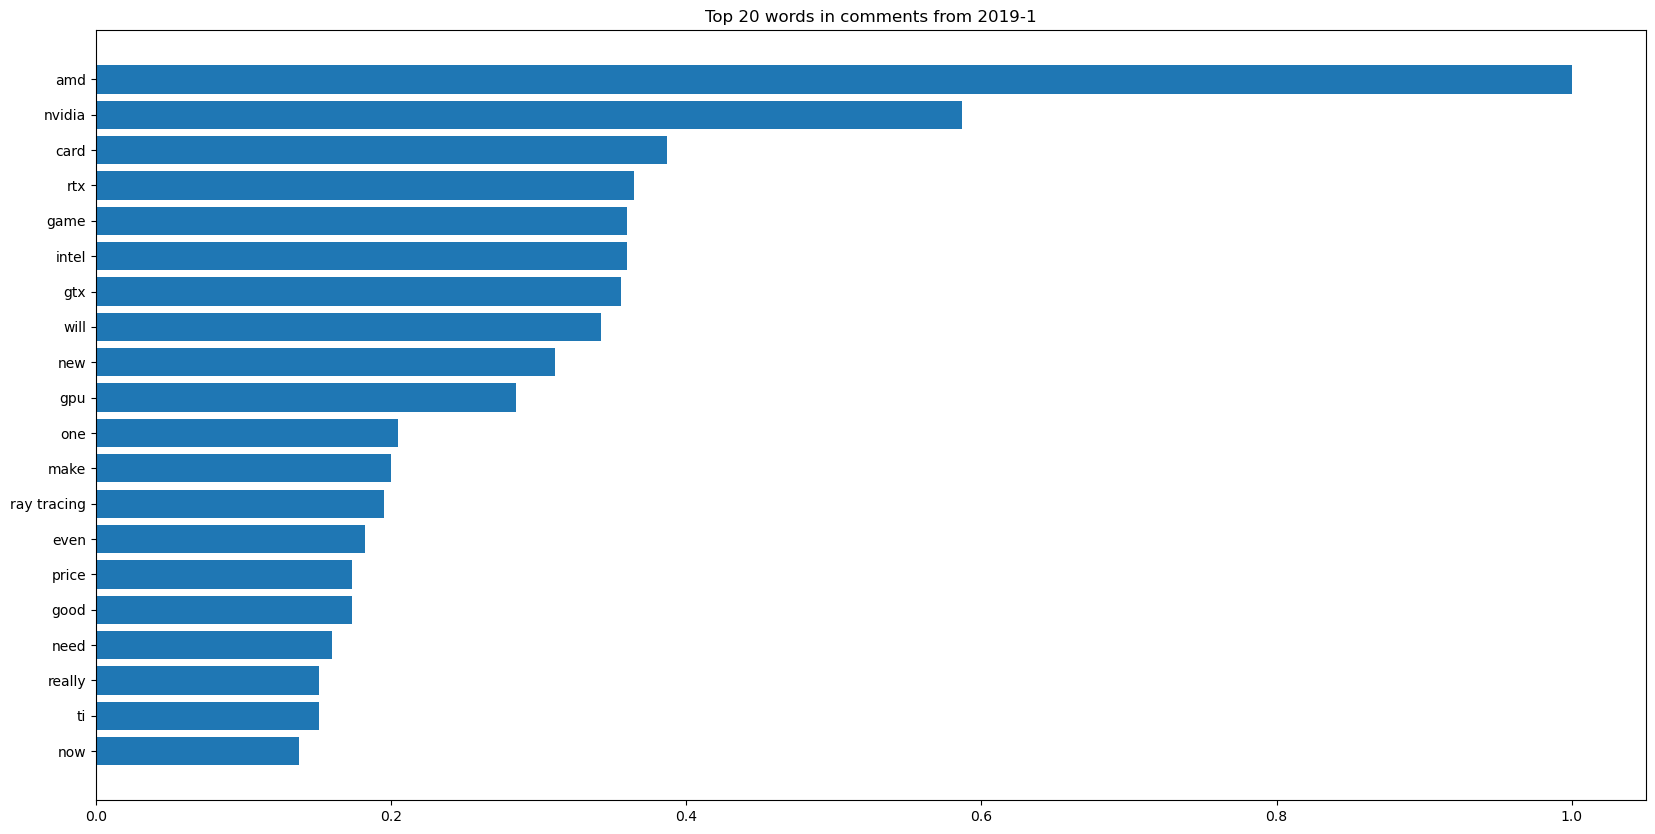 Top 20 words in comments from 2019-1
amd
nvidia
card
rtx
game
intel
gtx
will
new
gpu
one
make
ray tracing
even
price
good
need
really
ti
now
0.0 0.2 0.4 0.6 0.8 1.0